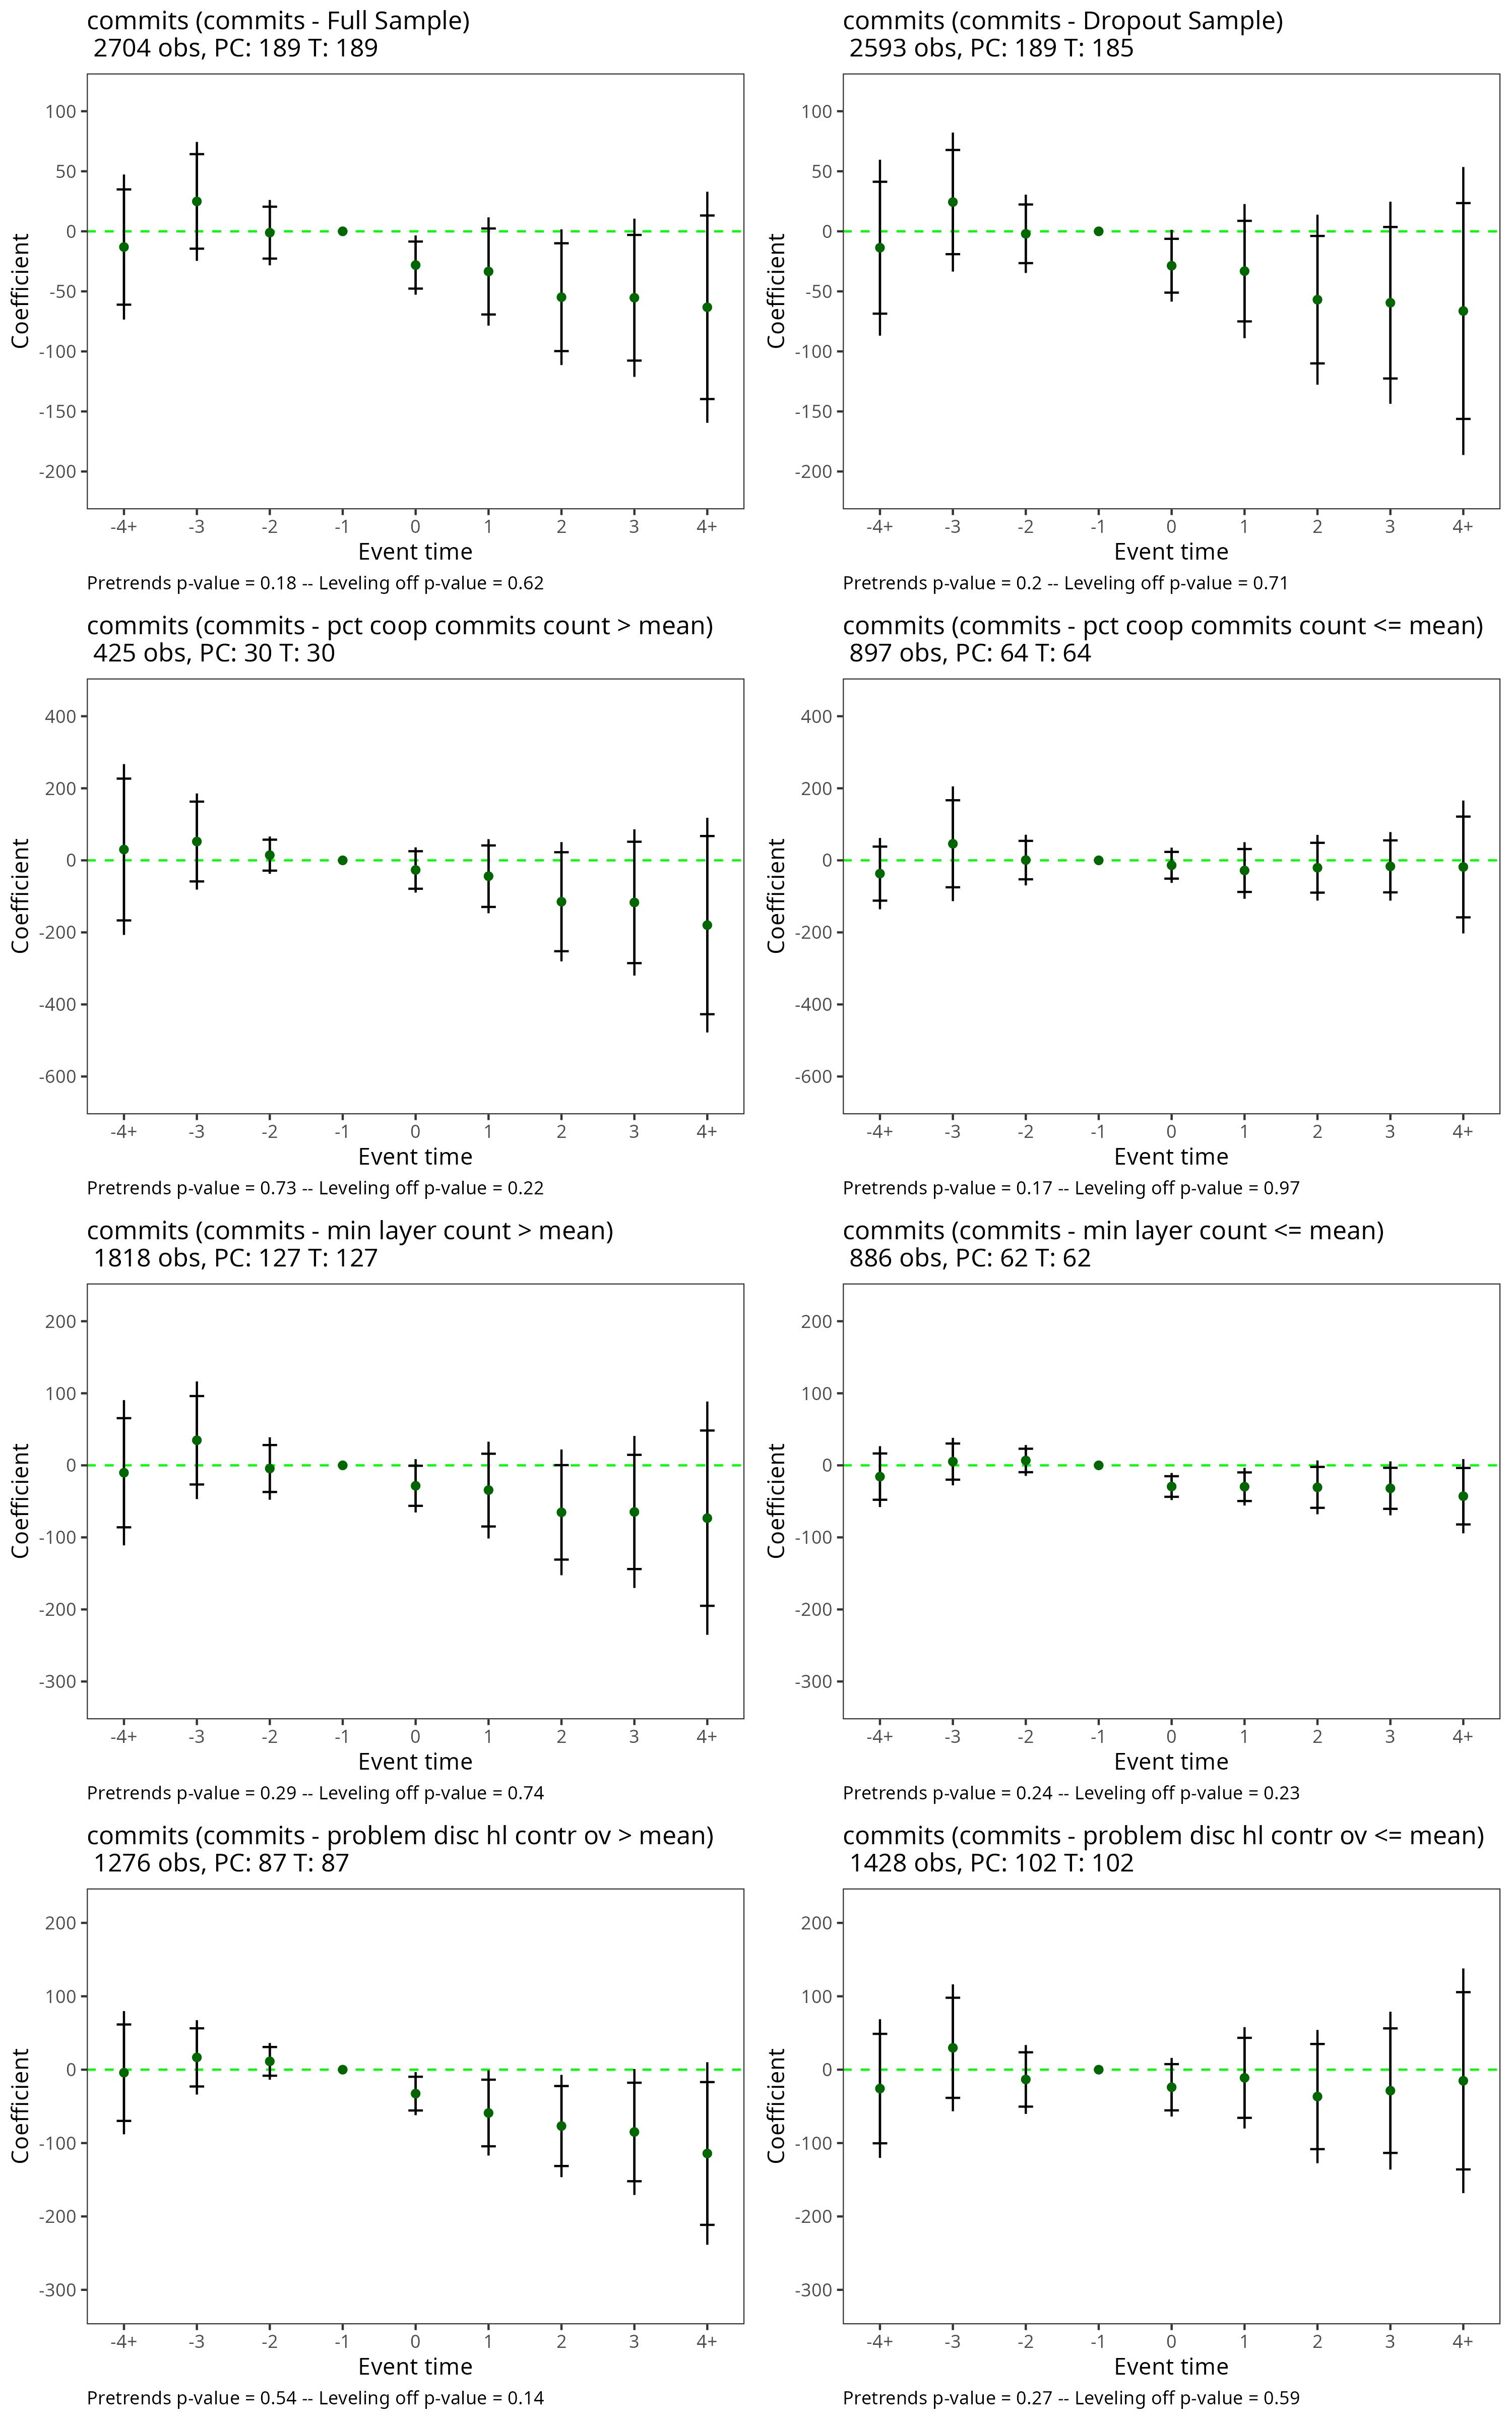 commits (commits - Full Sample)
2704 obs, PC: 189 T: 189
100
50
0
-50
-100
-150
-200
Coefficient
-4+ -3 -2 -1 0 1 2 3 4+
Event time
Pretrends p-value = 0.18 -- Leveling off p-value = 0.62
commits (commits - Dropout Sample)
2593 obs, PC: 189 T: 185
100
50
0
-50
-100
-150
-200
Coefficient
-4+ -3 -2 -1 0 1 2 3 4+
Event time
Pretrends p-value = 0.2 -- Leveling off p-value = 0.71
commits (commits - pct coop commits count > mean)
425 obs, PC: 30 T: 30
400
200
0
-200
-400
-600
Coefficient
-4+ -3 -2 -1 0 1 2 3 4+
Event time
Pretrends p-value = 0.73 -- Leveling off p-value = 0.22
commits (commits - pct coop commits count <= mean)
897 obs, PC: 64 T: 64
400
200
0
-200
-400
-600
Coefficient
-4+ -3 -2 -1 0 1 2 3 4+
Event time
Pretrends p-value = 0.17 -- Leveling off p-value = 0.97
commits (commits - min layer count > mean)
1818 obs, PC: 127 T: 127
200
100
0
-100
-200
-300
Coefficient
-4+ -3 -2 -1 0 1 2 3 4+
Event time
Pretrends p-value = 0.29 -- Leveling off p-value = 0.74
commits (commits - min layer count <= mean)
886 obs, PC: 62 T: 62
200
100
0
-100
-200
-300
Coefficient
-4+ -3 -2 -1 0 1 2 3 4+
Event time
Pretrends p-value = 0.24 -- Leveling off p-value = 0.23
commits (commits - problem disc hl contr ov > mean)
1276 obs, PC: 87 T: 87
200
100
0
-100
-200
-300
Coefficient
-4+ -3 -2 -1 0 1 2 3 4+
Event time
Pretrends p-value = 0.54 -- Leveling off p-value = 0.14
commits (commits - problem disc hl contr ov <= mean)
1428 obs, PC: 102 T: 102
200
100
0
-100
-200
-300
Coefficient
-4+ -3 -2 -1 0 1 2 3 4+
Event time
Pretrends p-value = 0.27 -- Leveling off p-value = 0.59